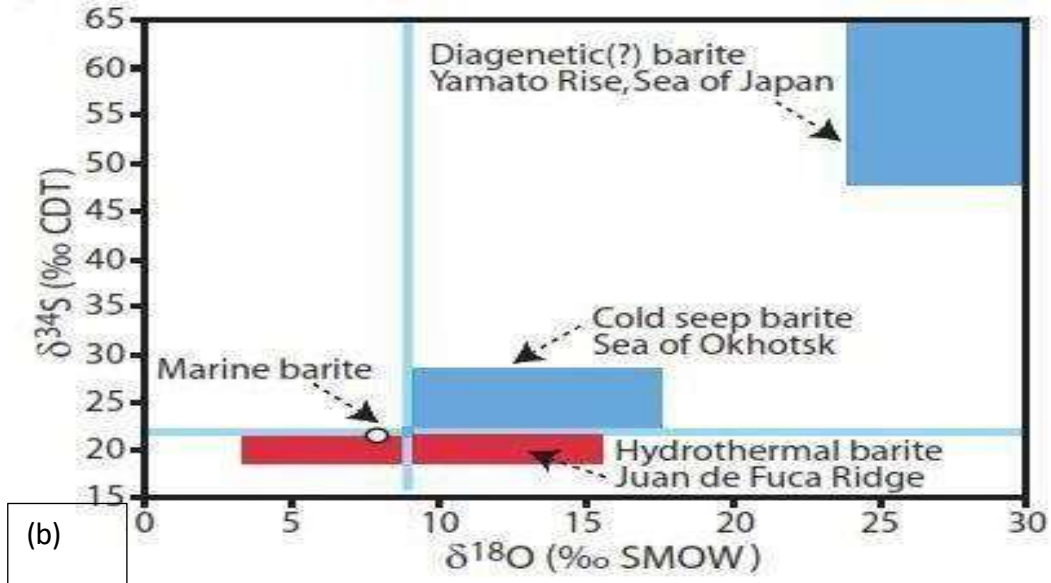 65
60
55
50
45
40
35
30
25
20
15
δ34S (‰ CDT)
Diagenetic(?) barite
Yamato Rise, Sea of Japan
Cold seep barite
Sea of Okhotsk
Marine barite
Hydrothermal barite
Juan de Fuca Ridge
0 5 10 15 20 25 30
δ18O (‰ SMOW)
(b)